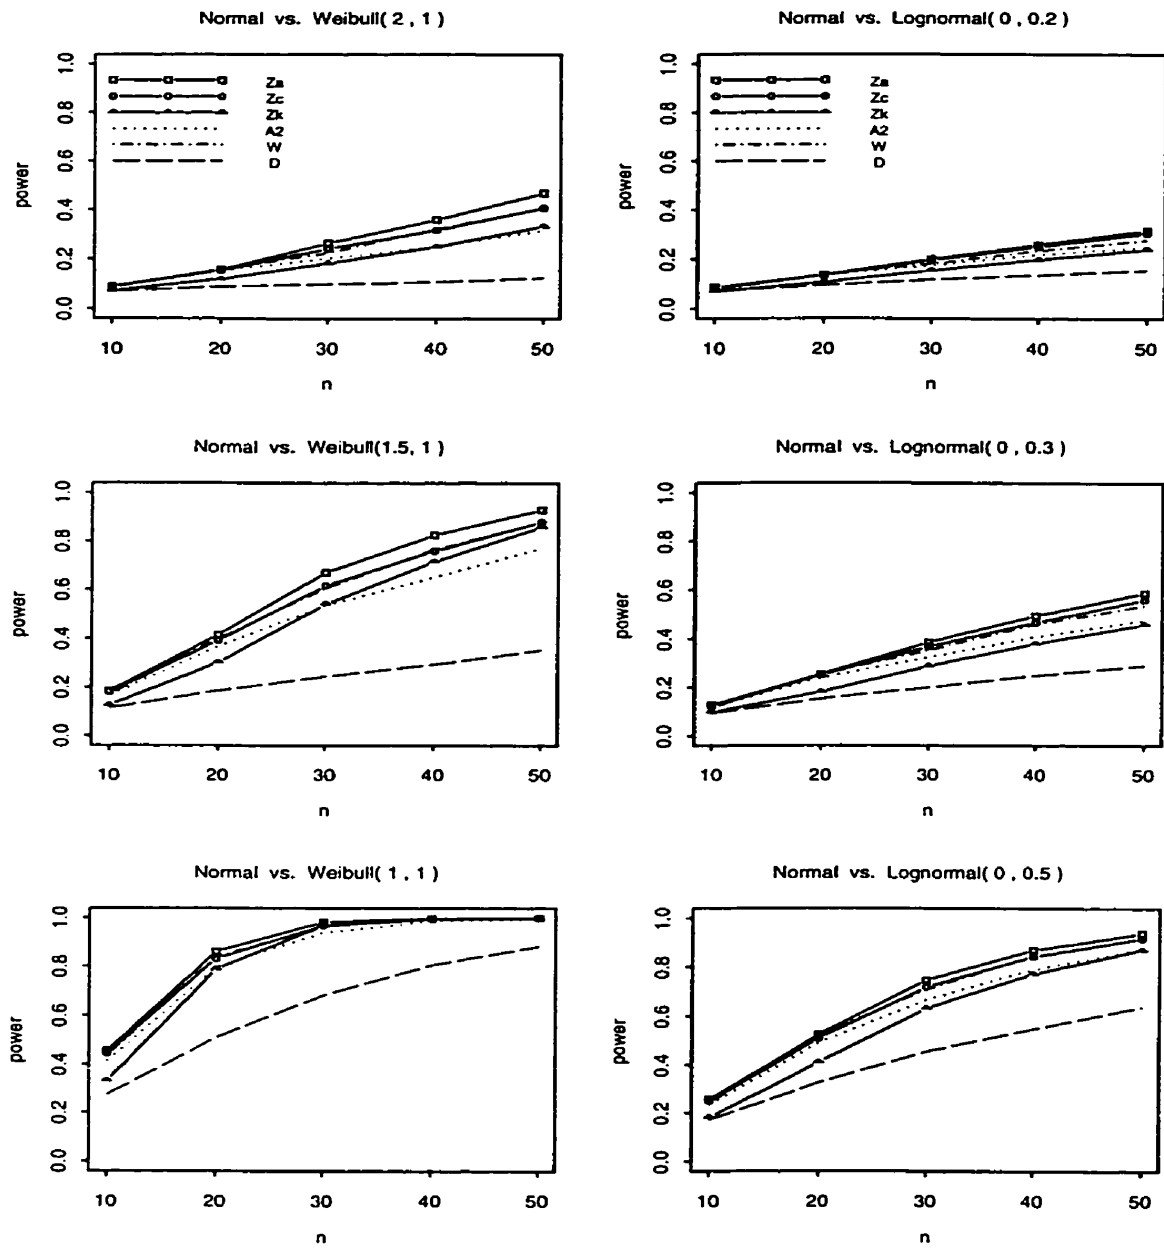 Normal vs. Weibull( 2 , 1 )
power
1.0
0.8
0.6
0.4
0.2
0.0
Za
Zc
Zk
A2
W
D
10 20 30 40 50
n
Normal vs. Lognormal( 0 , 0.2 )
power
1.0
0.8
0.6
0.4
0.2
0.0
Za
Zc
Zk
A2
W
D
10 20 30 40 50
n
Normal vs. Weibull(1.5, 1 )
power
1.0
0.8
0.6
0.4
0.2
0.0
10 20 30 40 50
n
Normal vs. Lognormal( 0 , 0.3 )
power
1.0
0.8
0.6
0.4
0.2
0.0
10 20 30 40 50
n
Normal vs. Weibull( 1 , 1 )
power
1.0
0.8
0.6
0.4
0.2
0.0
10 20 30 40 50
n
Normal vs. Lognormal( 0 , 0.5 )
power
1.0
0.8
0.6
0.4
0.2
0.0
10 20 30 40 50
n